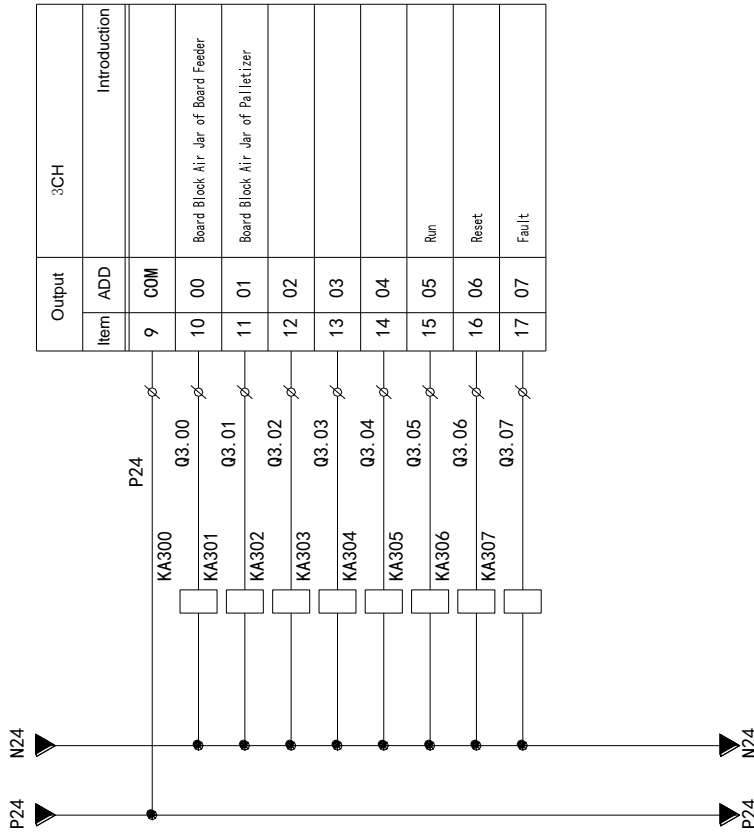 Output 3CH
Item ADD Introduction
9 COM
10 00 Board Block Air Jar of Board Feeder
11 01 Board Block Air Jar of Palletizer
12 02
13 03
14 04
15 05 Run
16 06 Reset
17 07 Fault
P24
Q3.00
Q3.01
Q3.02
Q3.03
Q3.04
Q3.05
Q3.06
Q3.07
KA300
KA301
KA302
KA303
KA304
KA305
KA306
KA307
N24
N24
P24
P24